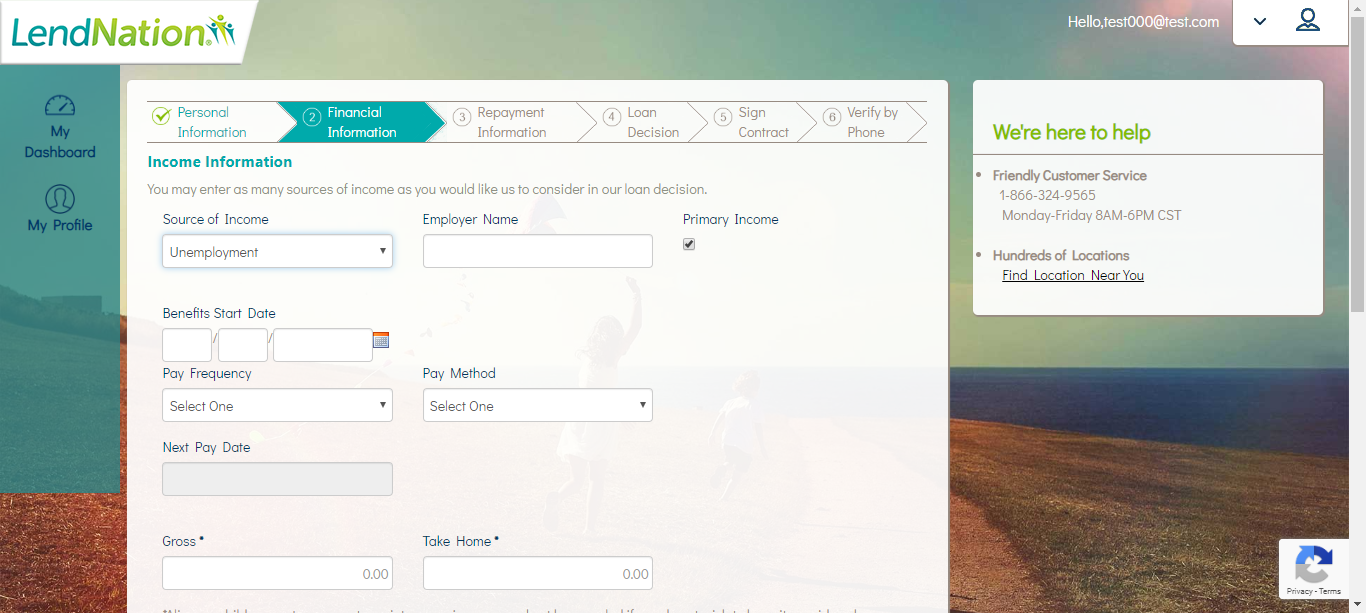 LendNation
Hello,test000@test.com
My
Dashboard
My Profile
Personal
Information
2 Financial
Information
3 Repayment
Information
4 Loan
Decision
5 Sign
Contract
6 Verify by
Phone
Income Information
You may enter as many sources of income as you would like us to consider in our loan decision.
Source of Income
Employer Name
Primary Income
Unemployment
Benefits Start Date
/ /
Pay Frequency
Pay Method
Select One
Select One
Next Pay Date
Gross *
Take Home *
0.00
0.00
We're here to help
• Friendly Customer Service
1-866-324-9565
Monday-Friday 8AM-6PM CST
• Hundreds of Locations
Find Location Near You
Privacy - Terms